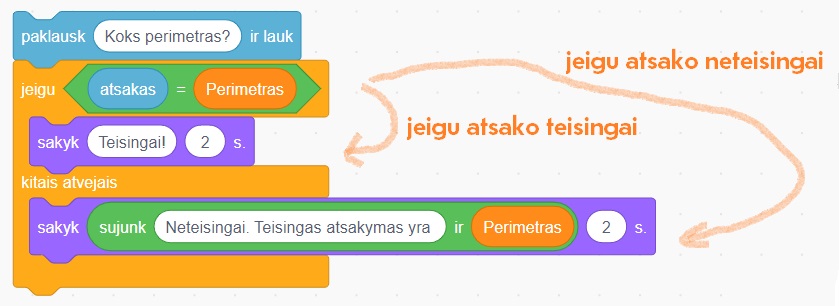 paklausk Koks perimetras? ir lauk
jeigu atsako neteisingai
jeigu atsakas = Perimetras
jeigu atsako teisingai
sakyk Teisingai! 2 s.
kitais atvejais
sakyk sujunk Neteisingai. Teisingas atsakymas yra ir Perimetras 2 s.